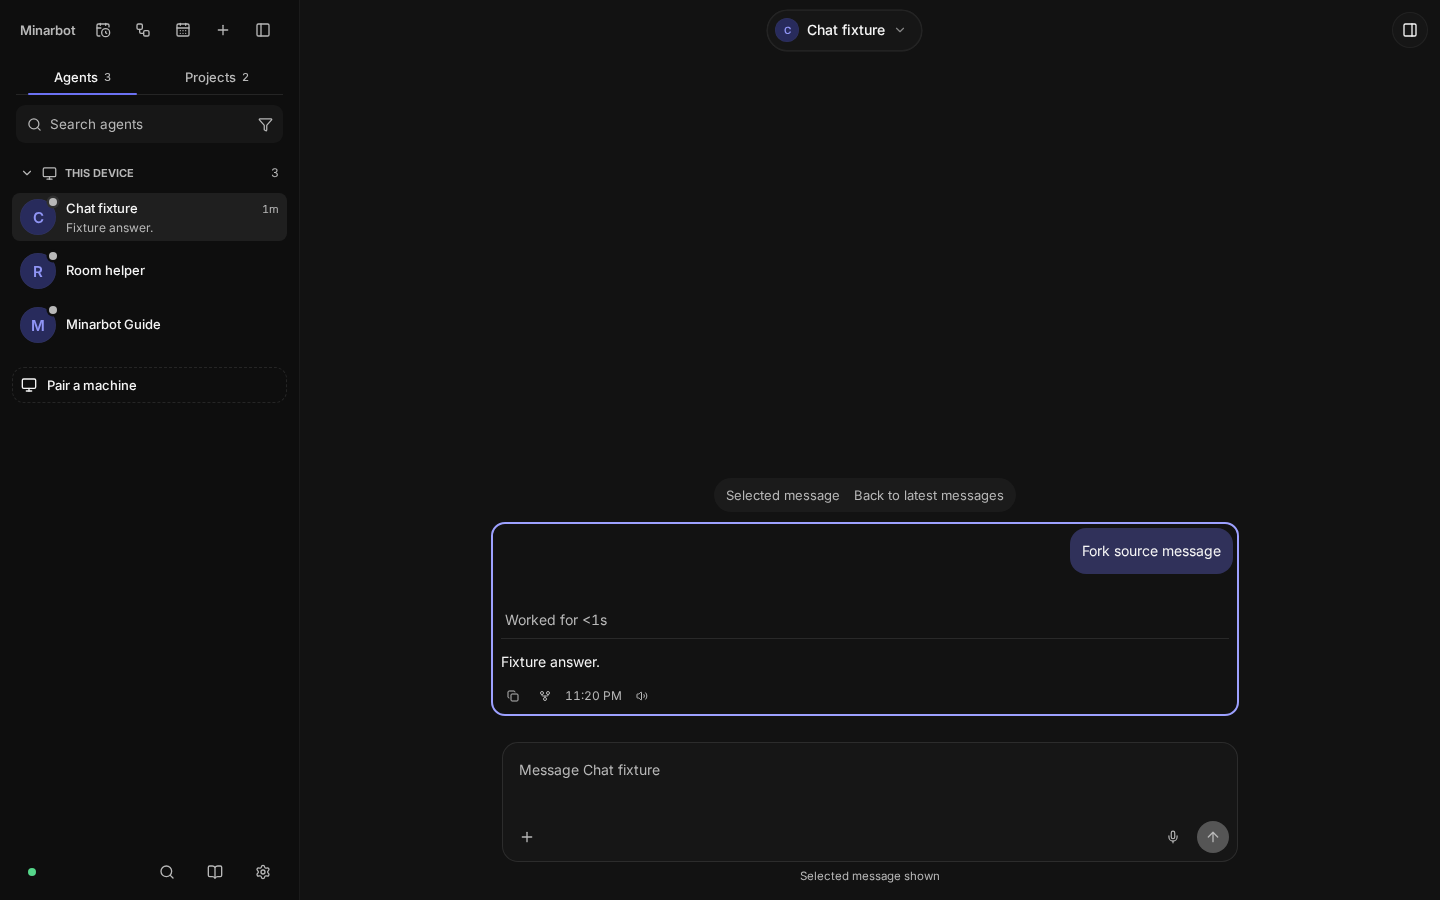 Minarbot
Agents 3
Projects 2
Search agents
THIS DEVICE 3
C
Chat fixture 1m
Fixture answer.
R
Room helper
M
Minarbot Guide
Pair a machine
C Chat fixture
Selected message Back to latest messages
Fork source message
Worked for <1s
Fixture answer.
11:20 PM
Message Chat fixture
Selected message shown